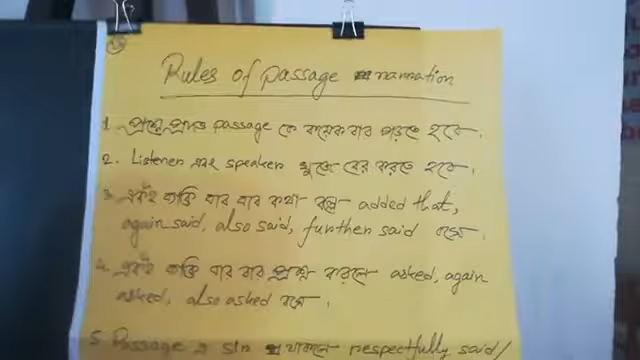 Rules of passage narration
1. প্রশ্নে প্রদত্ত passage কে কয়েক বার পড়তে হবে.
2. Listener এবং speaker খুজে বের করতে হবে.
3. একই ব্যক্তি বার বার কথা বললে added that,
again said, also said, further said বসে.
4. একই ব্যক্তি বার বার প্রশ্ন করলে asked, again
asked, also asked বসে.
5. Passage এ sir থাকলে respectfully said/